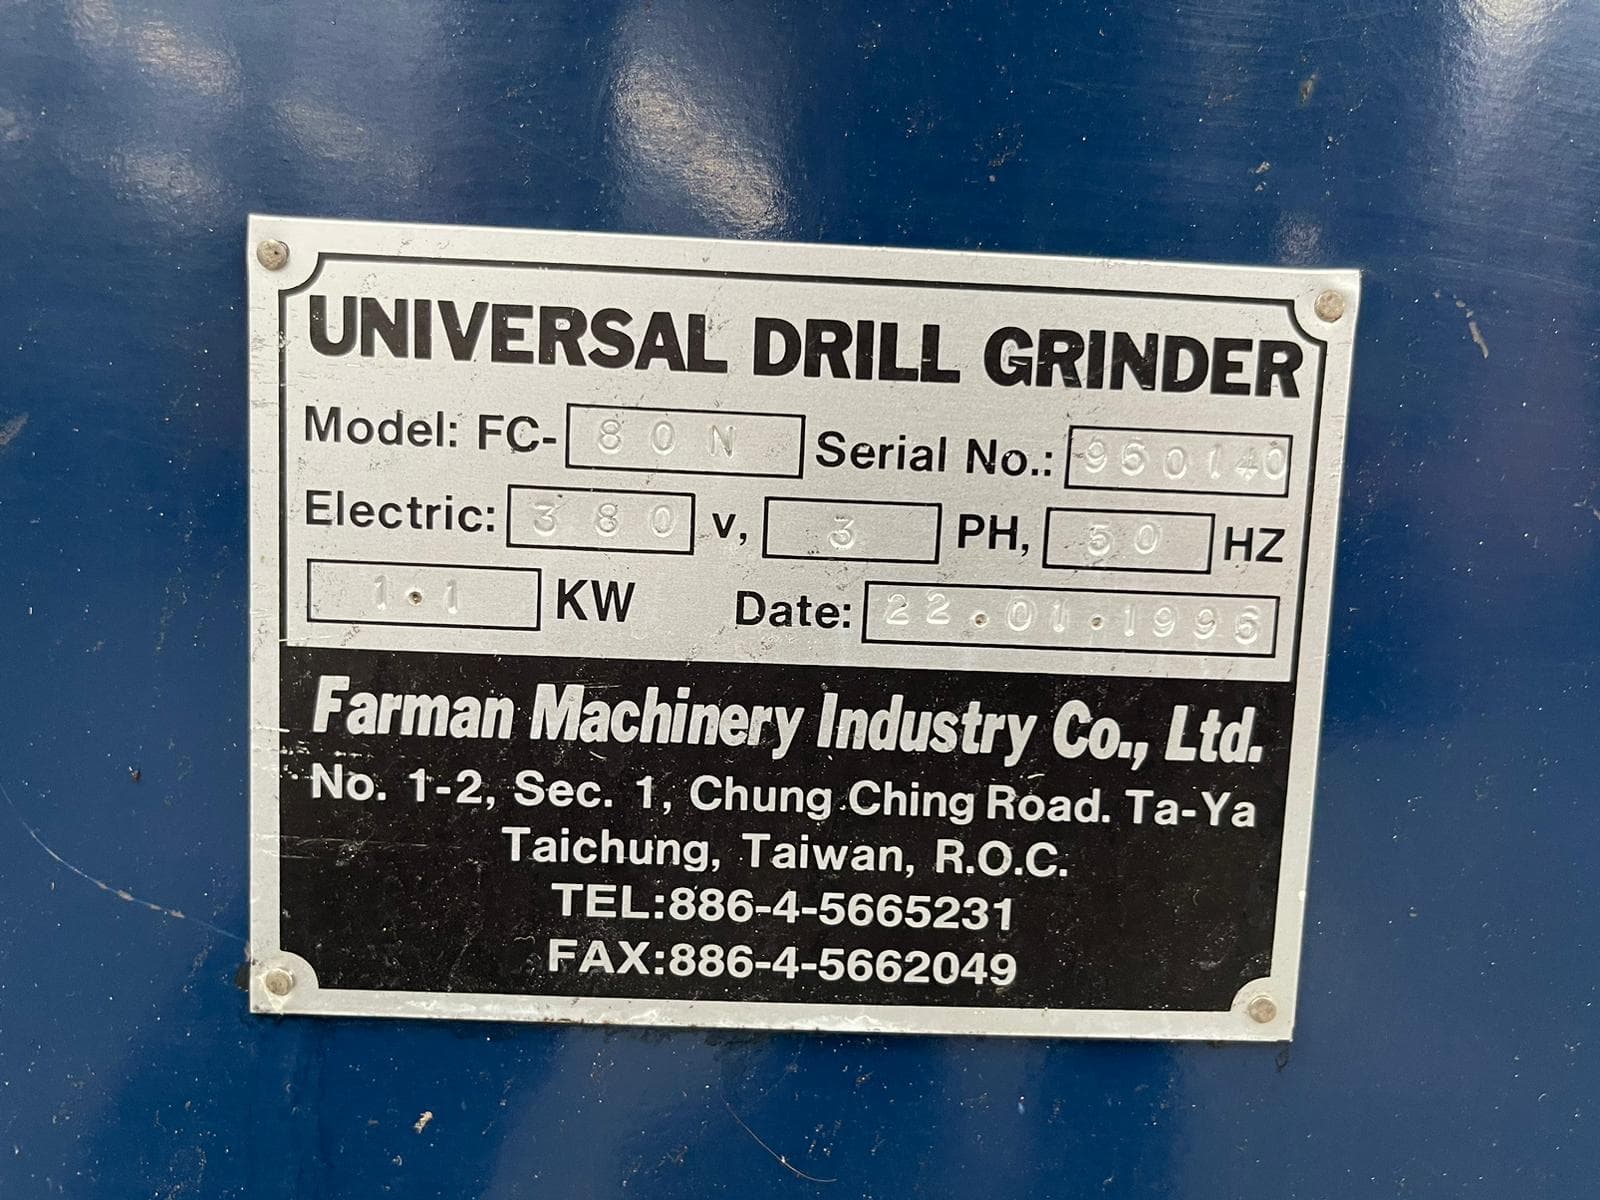 UNIVERSAL DRILL GRINDER
Model: FC- 80N Serial No.: 960140
Electric: 380 V, 3 PH, 50 HZ
1.1 KW Date: 22.01.1996
Farman Machinery Industry Co., Ltd.
No. 1-2, Sec. 1, Chung Ching Road. Ta-Ya
Taichung, Taiwan, R.O.C.
TEL:886-4-5665231
FAX:886-4-5662049